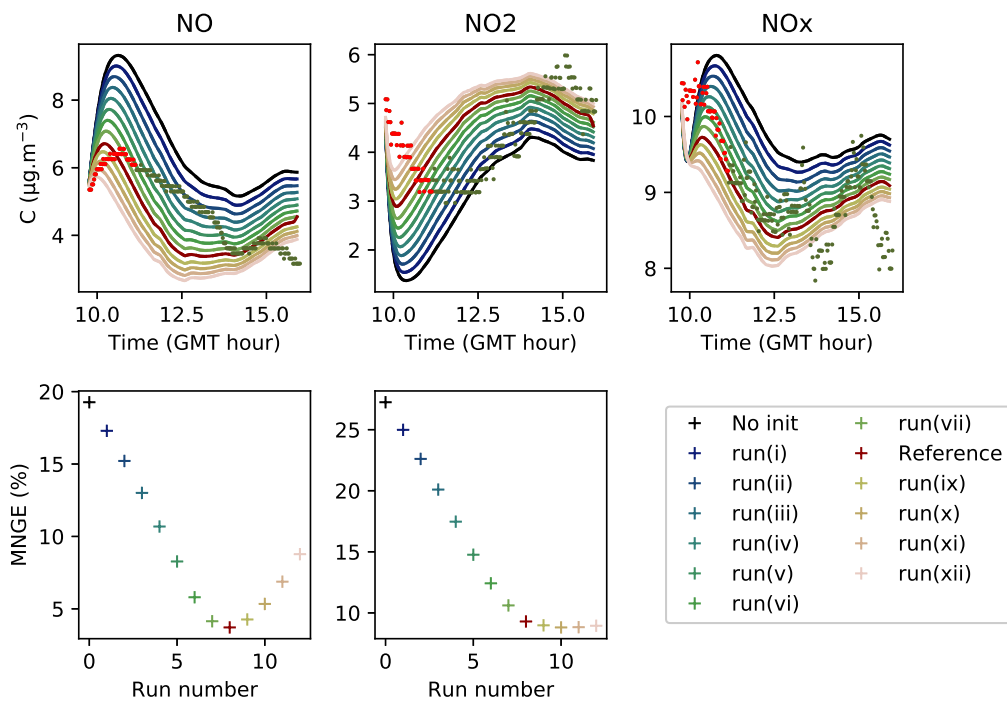 NO NO2 NOx
C (µg.m−3)
8
6
4
6
5
4
3
2
10
9
8
10.0 12.5 15.0
10.0 12.5 15.0
10.0 12.5 15.0
Time (GMT hour) Time (GMT hour) Time (GMT hour)
MNGE (%)
20
15
10
5
25
20
15
10
0 5 10
0 5 10
Run number Run number
No init
run(i)
run(ii)
run(iii)
run(iv)
run(v)
run(vi)
run(vii)
Reference
run(ix)
run(x)
run(xi)
run(xii)